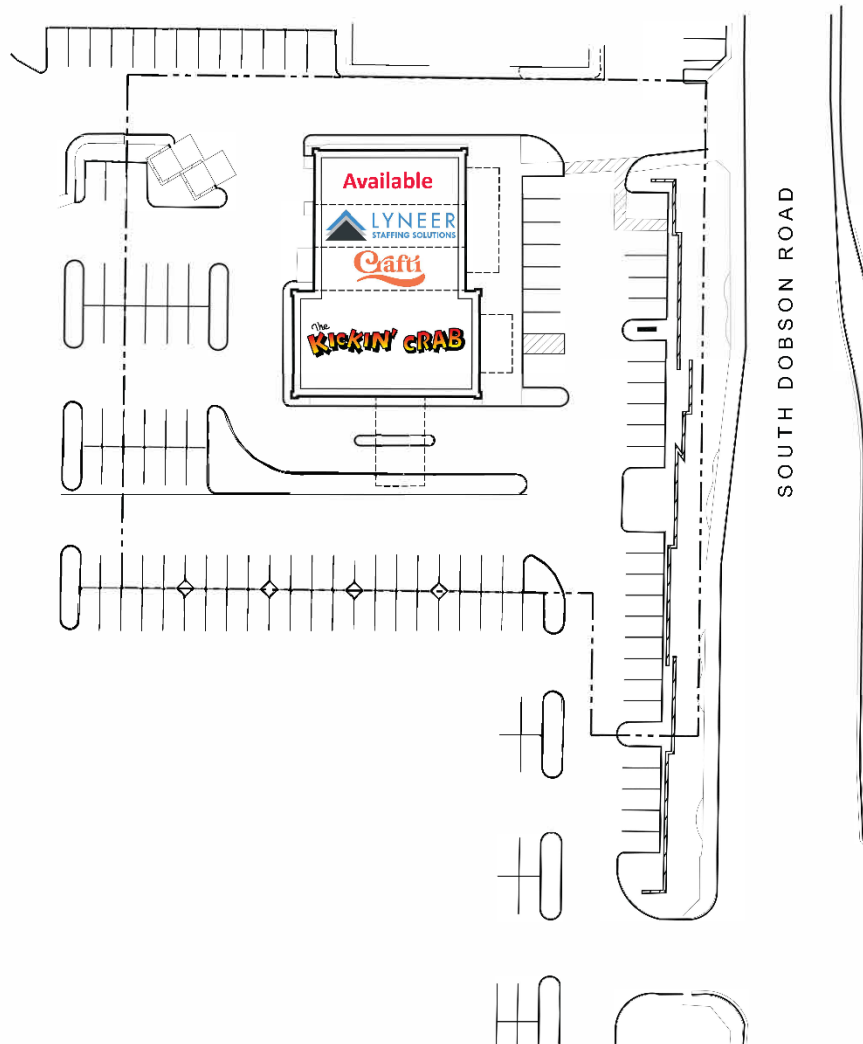 Available
LYNEER
STAFFING SOLUTIONS
Crafti
The
KICKIN' CRAB
SOUTH DOBSON ROAD